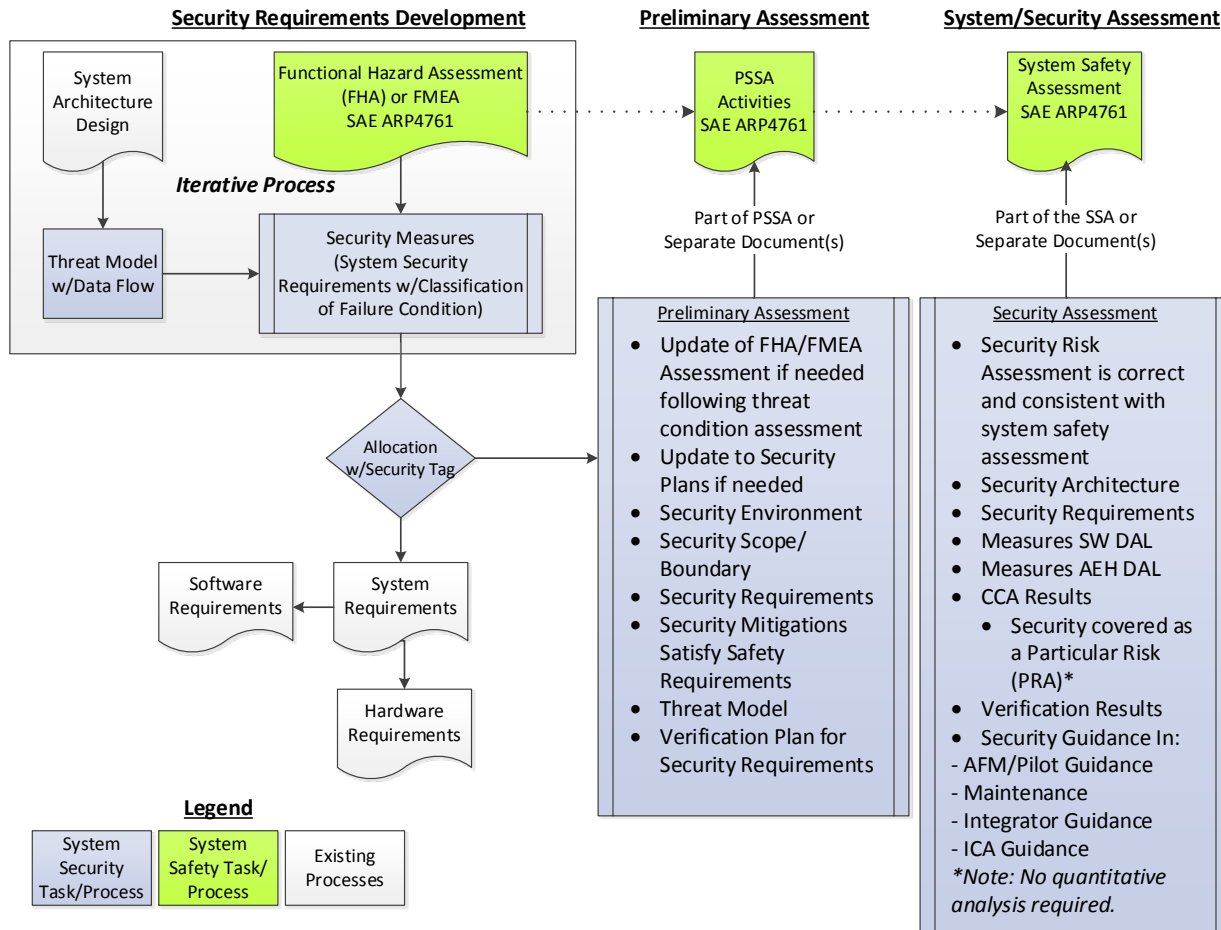 Security Requirements Development
Preliminary Assessment
System/Security Assessment
System
Architecture
Design
Functional Hazard Assessment
(FHA) or FMEA
SAE ARP4761
PSSA
Activities
SAE ARP4761
System Safety
Assessment
SAE ARP4761
Iterative Process
Threat Model
w/Data Flow
Security Measures
(System Security
Requirements w/Classification
of Failure Condition)
Part of PSSA or
Separate Document(s)
Part of the SSA or
Separate Document(s)
Allocation
w/Security Tag
Software
Requirements
System
Requirements
Hardware
Requirements
Preliminary Assessment
• Update of FHA/FMEA
Assessment if needed
following threat
condition assessment
• Update to Security
Plans if needed
• Security Environment
• Security Scope/
Boundary
• Security Requirements
• Security Mitigations
Satisfy Safety
Requirements
• Threat Model
• Verification Plan for
Security Requirements
Security Assessment
• Security Risk
Assessment is correct
and consistent with
system safety
assessment
• Security Architecture
• Security Requirements
• Measures SW DAL
• Measures AEH DAL
• CCA Results
• Security covered as
a Particular Risk
(PRA)*
• Verification Results
• Security Guidance In:
- AFM/Pilot Guidance
- Maintenance
- Integrator Guidance
- ICA Guidance
*Note: No quantitative
analysis required.
Legend
System
Security
Task/Process
System
Safety Task/
Process
Existing
Processes